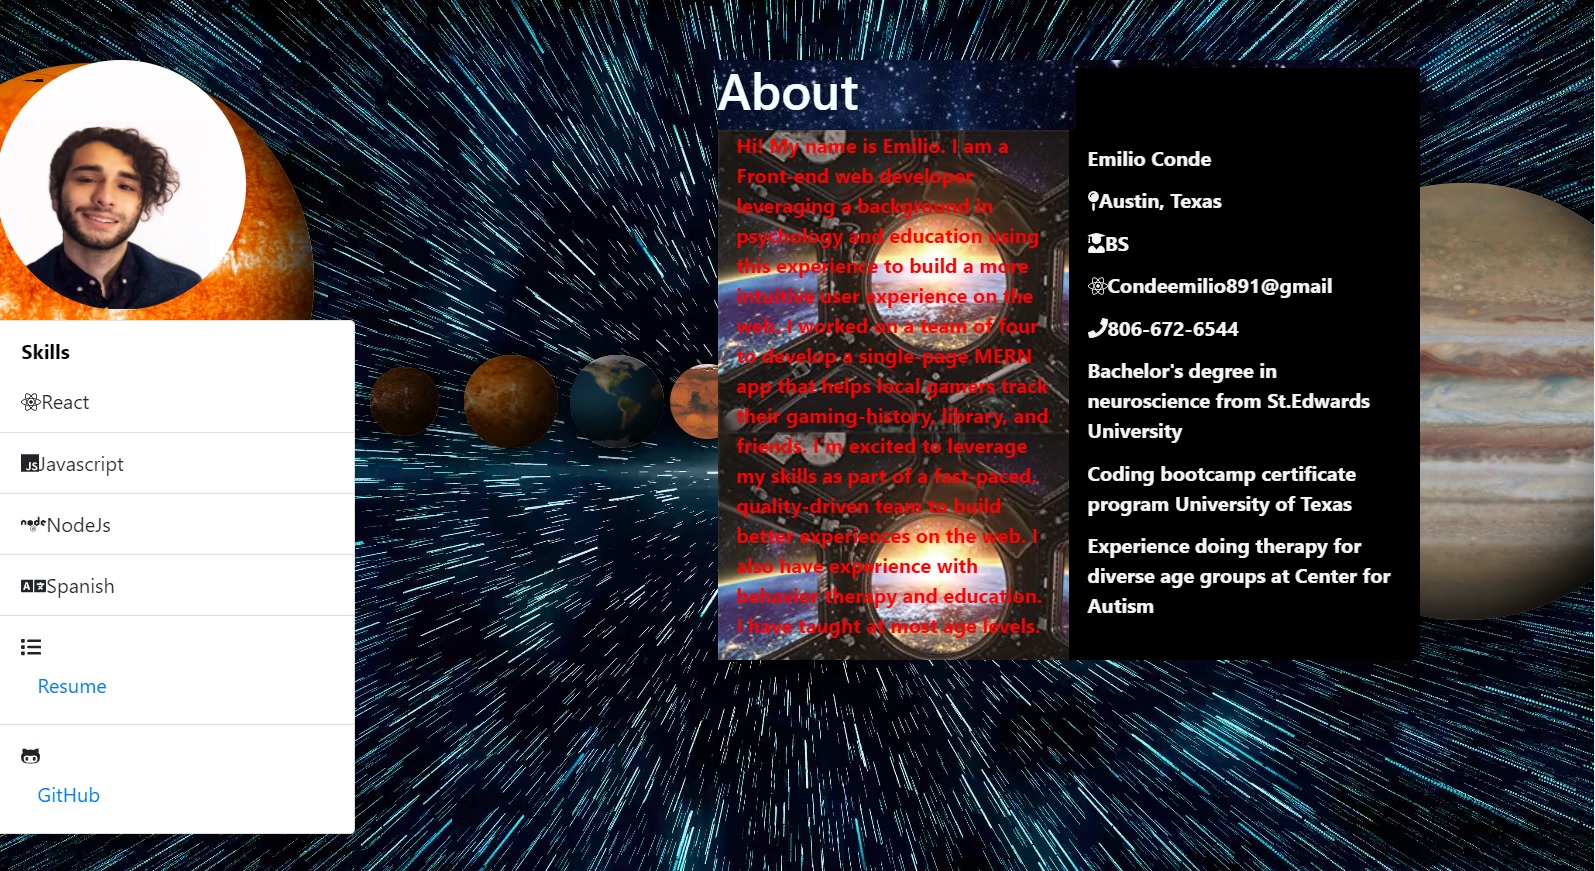 About
Skills
React
JS
Javascript
node
NodeJs
A
Spanish
Resume
GitHub
Hi! My name is Emilio. I am a
Front-end web developer
leveraging a background in
psychology and education using
this experience to build a more
intuitive user experience on the
web. I worked on a team of four
to develop a single-page MERN
app that helps local gamers track
their gaming-history, library, and
friends. I'm excited to leverage
my skills as part of a fast-paced,
quality-driven team to build
better experiences on the web. I
also have experience with
behavior therapy and education.
I have taught at most age levels.
Emilio Conde
Austin, Texas
BS
Condeemilio891@gmail
806-672-6544
Bachelor's degree in
neuroscience from St.Edwards
University
Coding bootcamp certificate
program University of Texas
Experience doing therapy for
diverse age groups at Center for
Autism